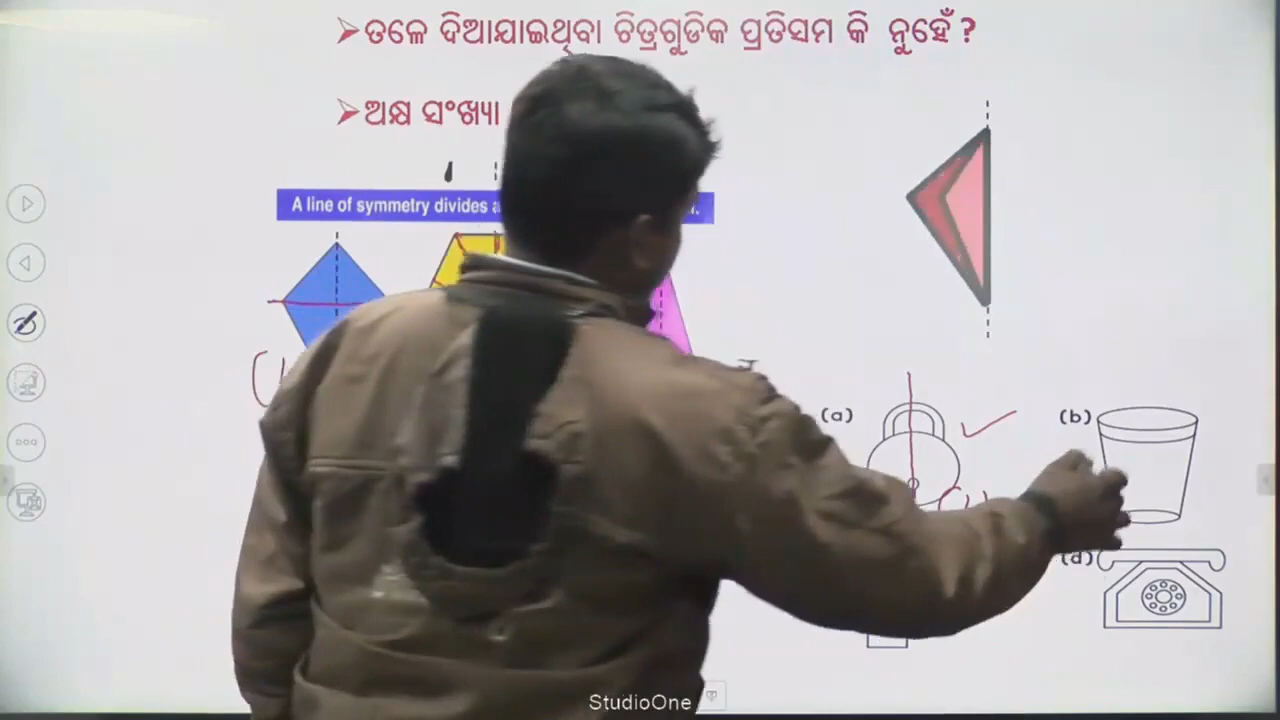 ➢ତଳେ ଦିଆଯାଇଥିବା ଚିତ୍ରଗୁଡିକ ପ୍ରତିସମ କି ନୁହେଁ ?
➢ଅକ୍ଷ ସଂଖ୍ୟା
A line of symmetry divides a
(a)
(b)
(d)
StudioOne